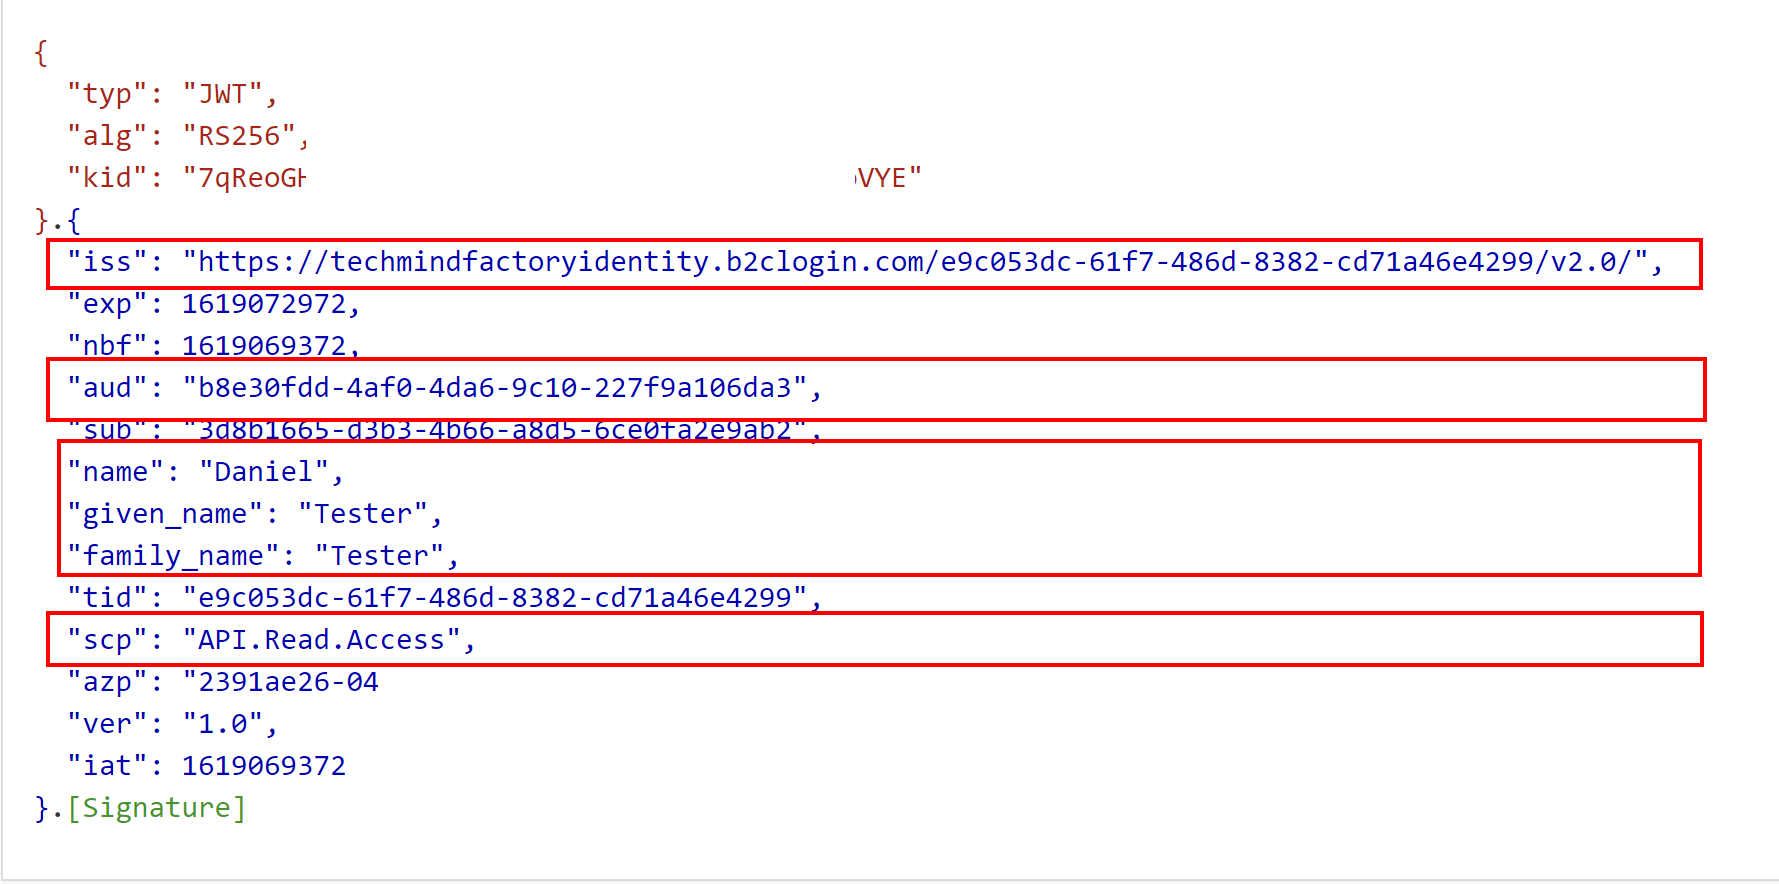 {
"typ": "JWT",
"alg": "RS256",
"kid": "7qReoGH VYE"
}.{
"iss": "https://techmindfactoryidentity.b2clogin.com/e9c053dc-61f7-486d-8382-cd71a46e4299/v2.0/",
"exp": 1619072972,
"nbf": 1619069372,
"aud": "b8e30fdd-4af0-4da6-9c10-227f9a106da3",
"sub": "3d8b1665-d3b3-4b66-a8d5-6ce0fa2e9ab2",
"name": "Daniel",
"given_name": "Tester",
"family_name": "Tester",
"tid": "e9c053dc-61f7-486d-8382-cd71a46e4299",
"scp": "API.Read.Access",
"azp": "2391ae26-04
"ver": "1.0",
"iat": 1619069372
}.[Signature]